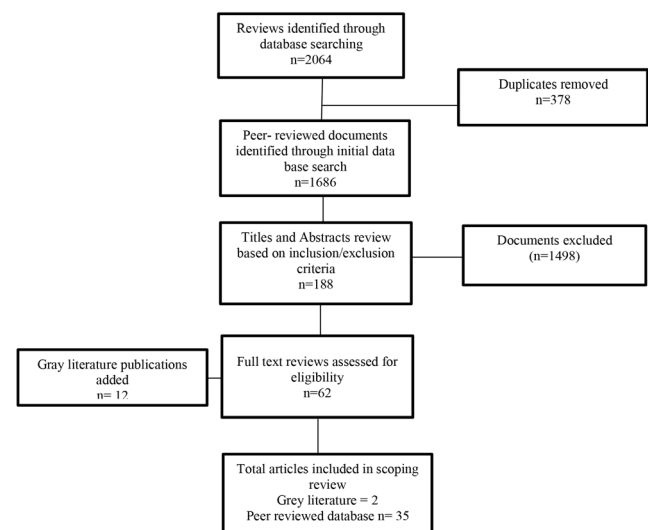 Reviews identified through
database searching
n=2064
Duplicates removed
n=378
Peer- reviewed documents
identified through initial data
base search
n=1686
Titles and Abstracts review
based on inclusion/exclusion
criteria
n=188
Documents excluded
(n=1498)
Gray literature publications
added
n= 12
Full text reviews assessed for
eligibility
n=62
Total articles included in scoping
review
Grey literature = 2
Peer reviewed database n= 35